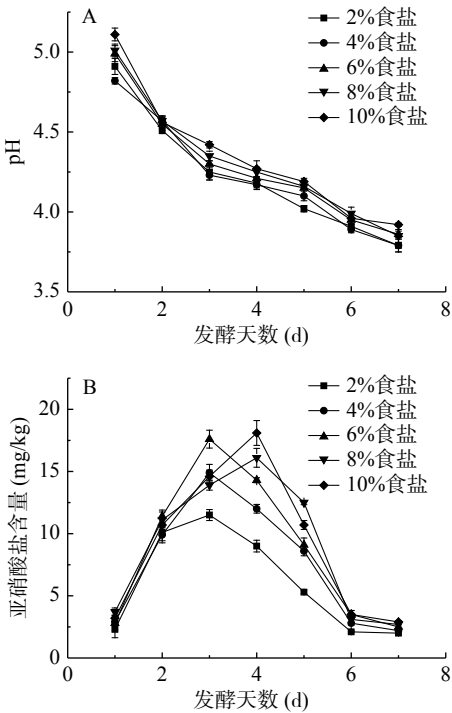 A
2%食盐
4%食盐
6%食盐
8%食盐
10%食盐
pH
5.0
4.5
4.0
3.5
0 2 4 6 8
发酵天数 (d)
B
2%食盐
4%食盐
6%食盐
8%食盐
10%食盐
亚硝酸盐含量 (mg/kg)
20
15
10
5
0
0 2 4 6 8
发酵天数 (d)